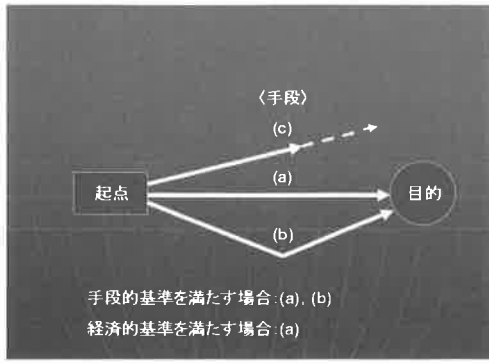 〈手段〉
(c)
(a)
起点
目的
(b)
手段的基準を満たす場合:(a), (b)
経済的基準を満たす場合:(a)